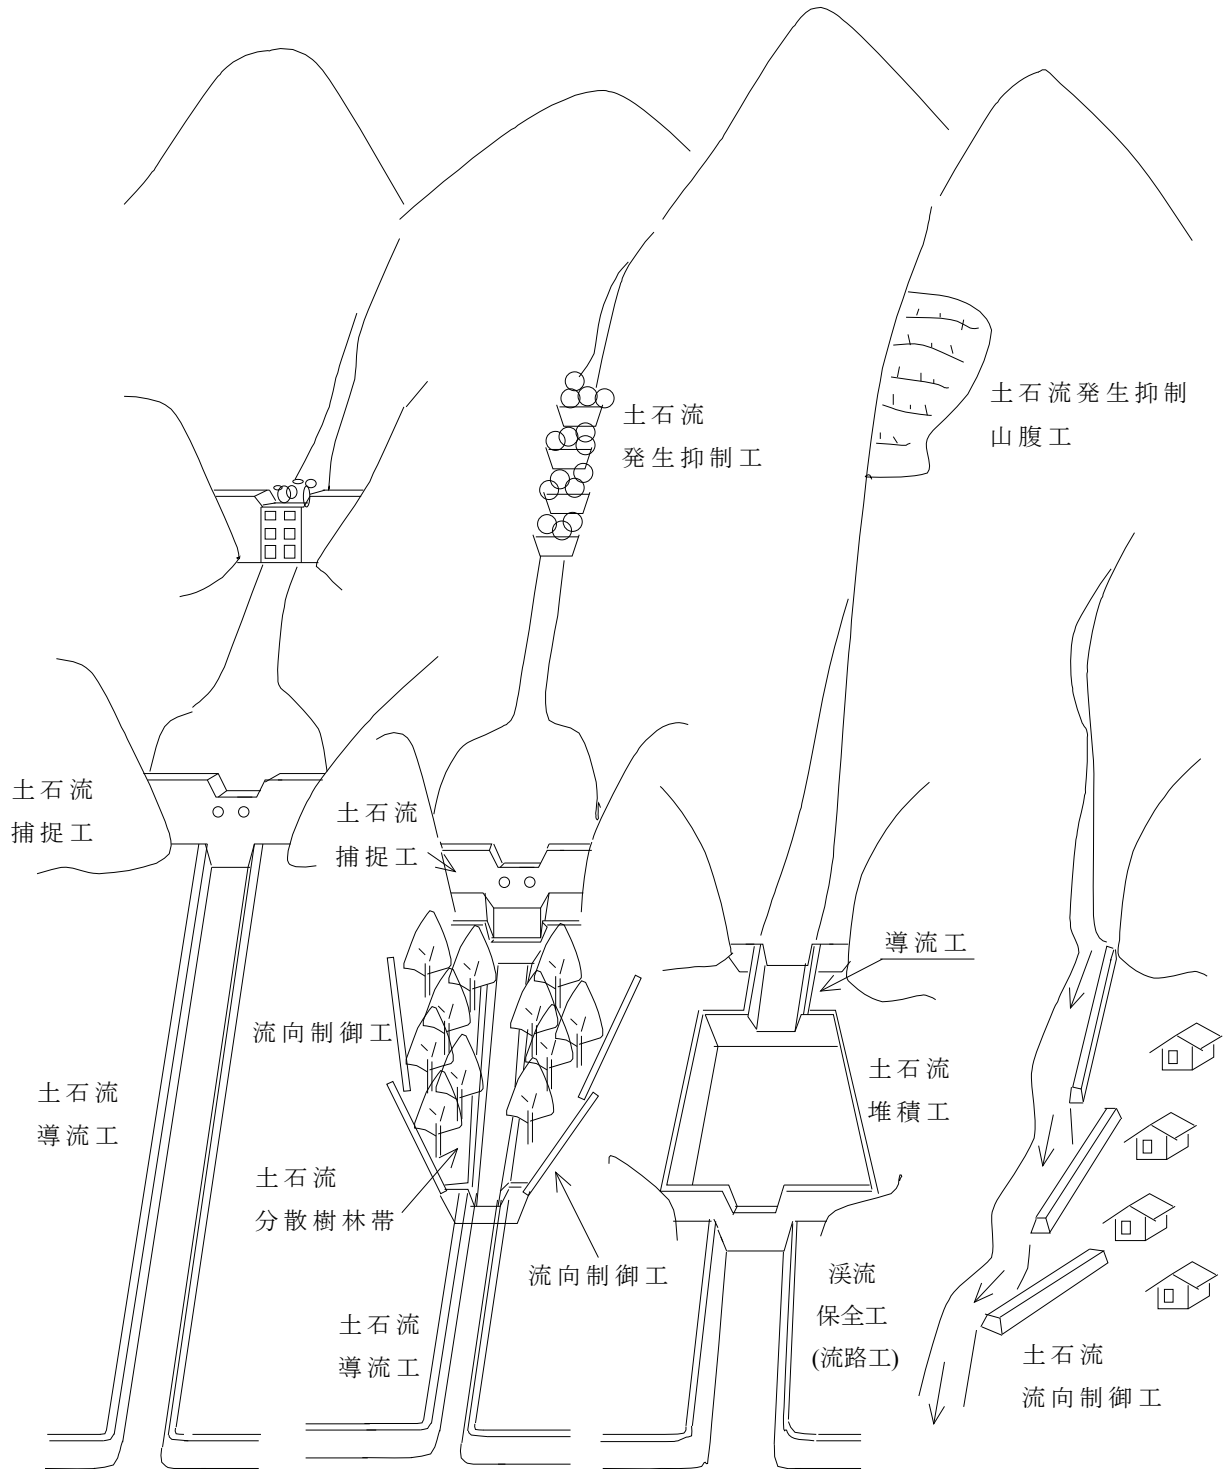 土石流
発生抑制工
土石流発生抑制
山腹工
土石流
捕捉工
土石流
捕捉工
導流工
流向制御工
土石流
堆積工
土石流
導流工
土石流
分散樹林帯
流向制御工
渓流
保全工
(流路工)
土石流
導流工
土石流
流向制御工